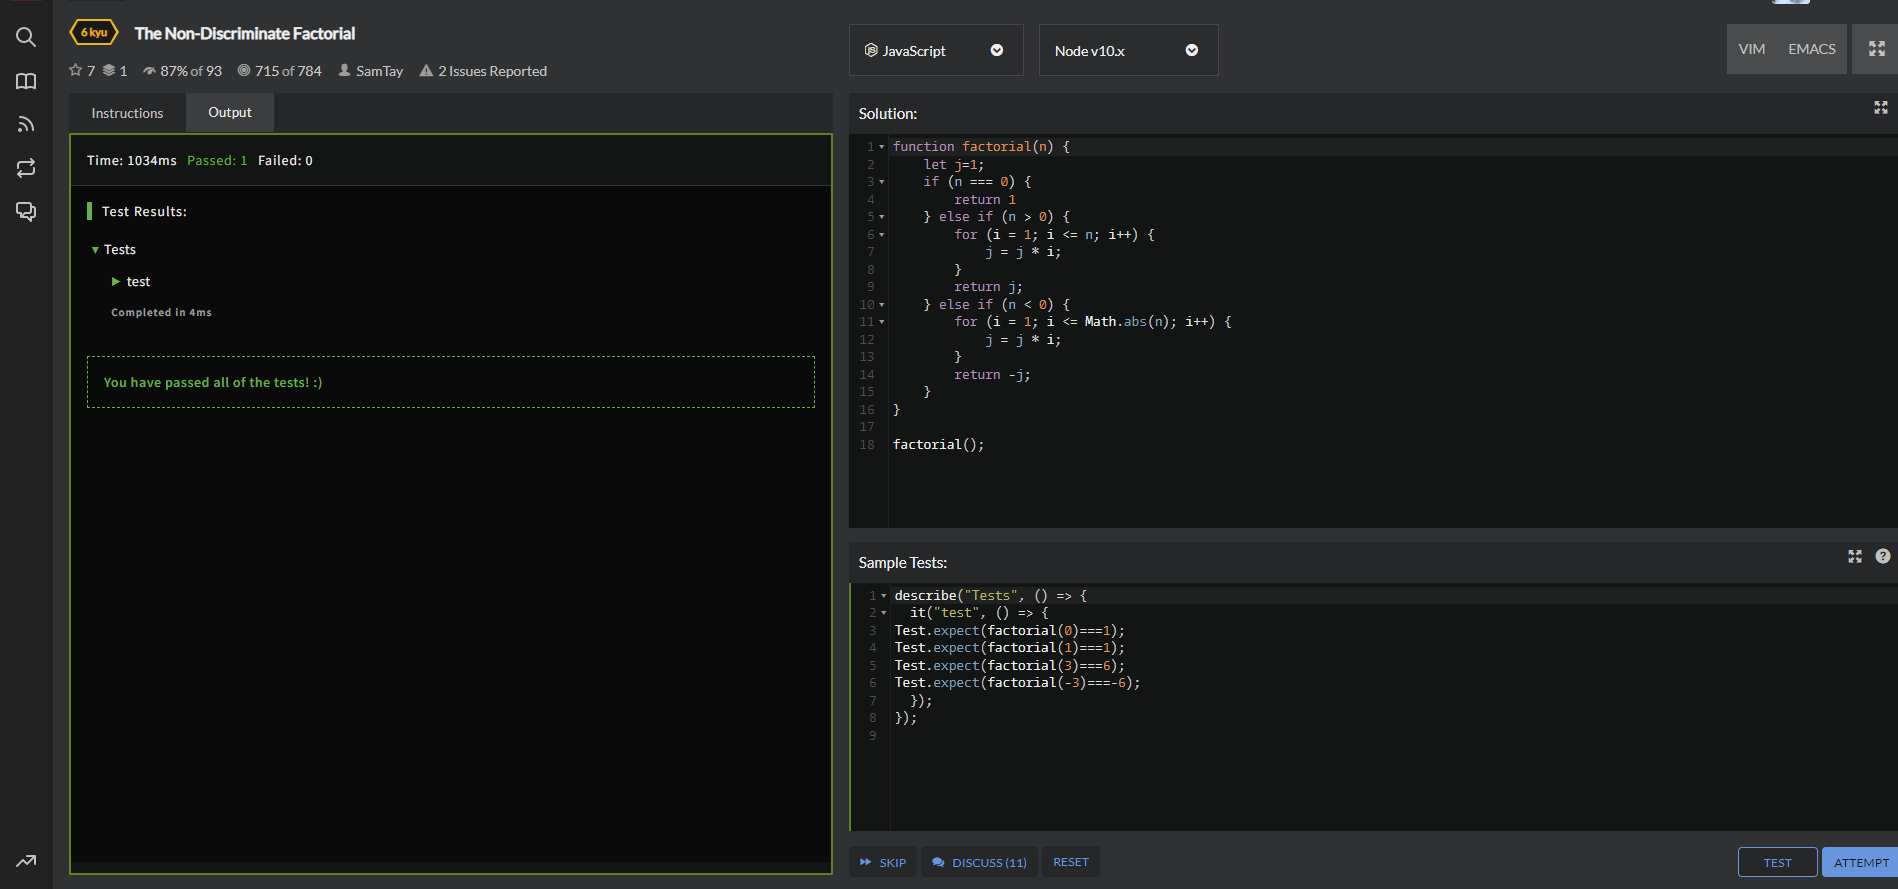 6 kyu The Non-Discriminate Factorial
7 1 87% of 93 715 of 784 SamTay 2 Issues Reported
JavaScript Node v10.x VIM EMACS
Instructions Output
Time: 1034ms Passed: 1 Failed: 0
Test Results:
Tests
test
Completed in 4ms
You have passed all of the tests! :)
Solution:
1 function factorial(n) {
2     let j=1;
3     if (n === 0) {
4         return 1
5     } else if (n > 0) {
6         for (i = 1; i <= n; i++) {
7             j = j * i;
8         }
9         return j;
10     } else if (n < 0) {
11         for (i = 1; i <= Math.abs(n); i++) {
12             j = j * i;
13         }
14         return -j;
15     }
16 }
17
18 factorial();
Sample Tests:
1 describe("Tests", () => {
2   it("test", () => {
3 Test.expect(factorial(0)===1);
4 Test.expect(factorial(1)===1);
5 Test.expect(factorial(3)===6);
6 Test.expect(factorial(-3)===-6);
7   });
8 });
9
SKIP DISCUSS (11) RESET TEST ATTEMPT